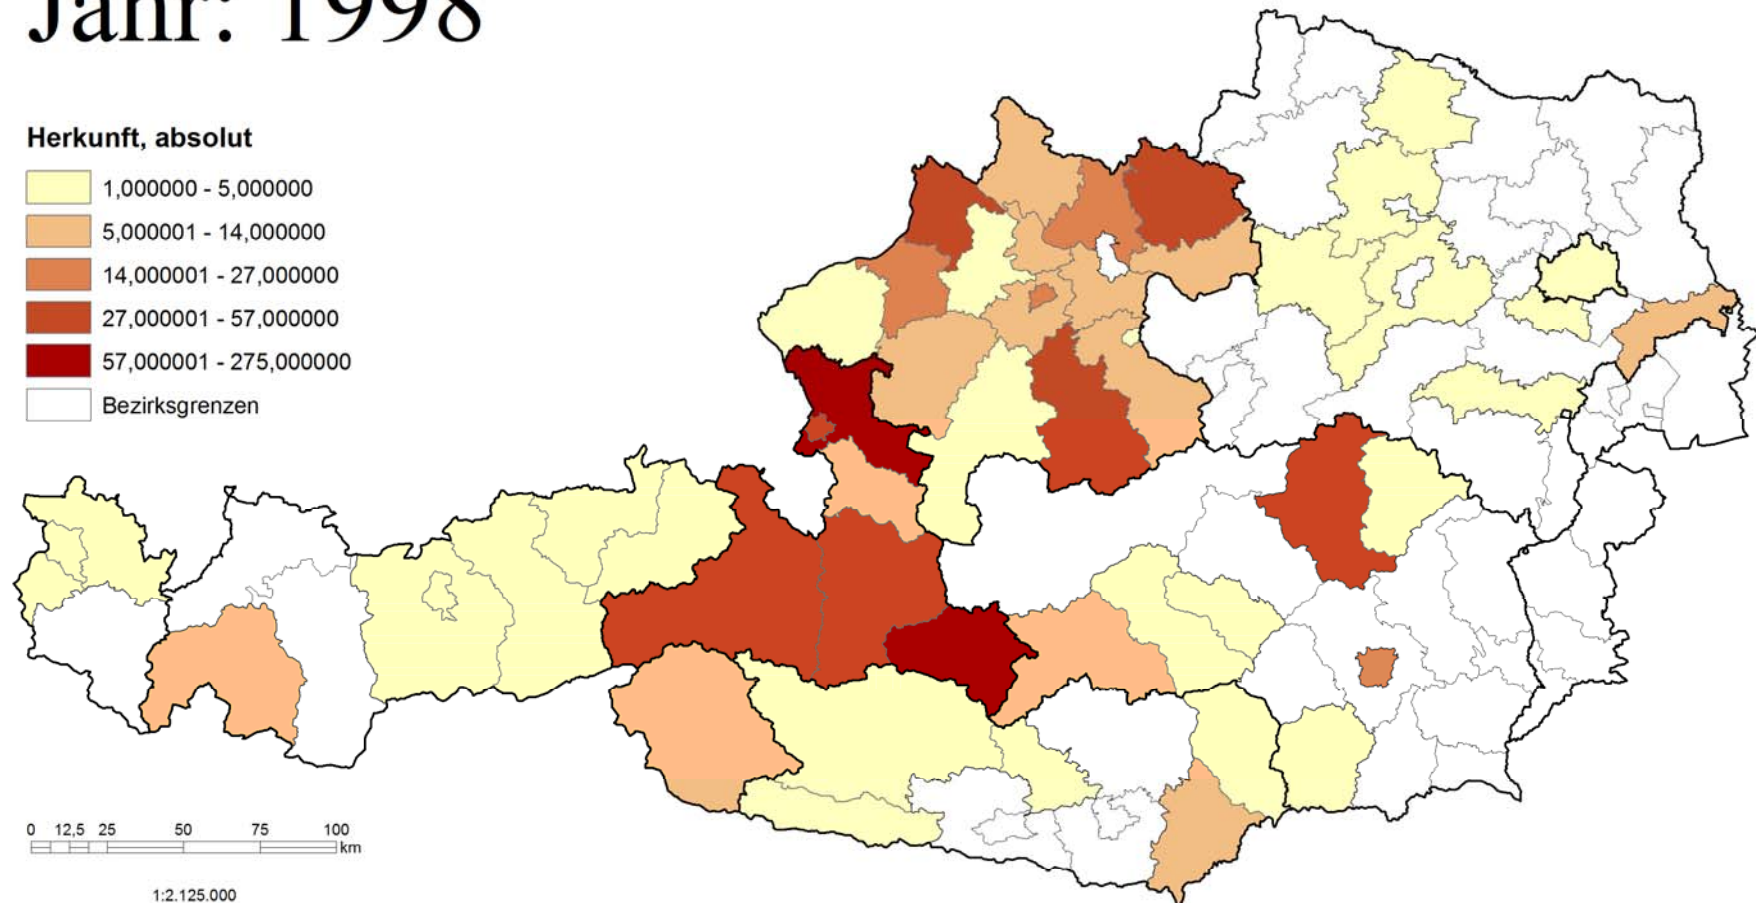 Jahr: 1998
Herkunft, absolut
1,000000 - 5,000000
5,000001 - 14,000000
14,000001 - 27,000000
27,000001 - 57,000000
57,000001 - 275,000000
Bezirksgrenzen
0 12,5 25 50 75 100
km
1:2.125.000